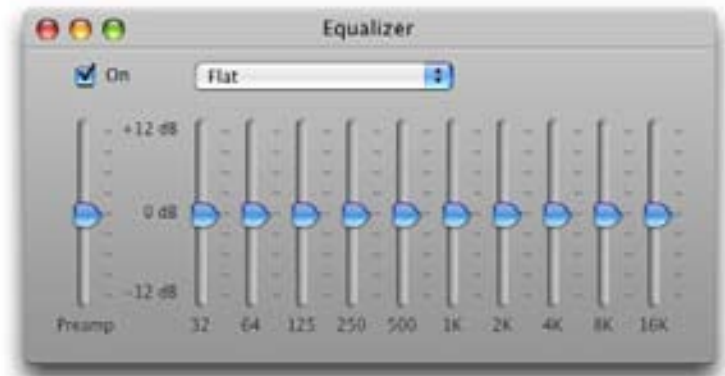 Equalizer
On
Flat
+12 dB
0 dB
-12 dB
Preamp 32 64 125 250 500 1K 2K 4K 8K 16K